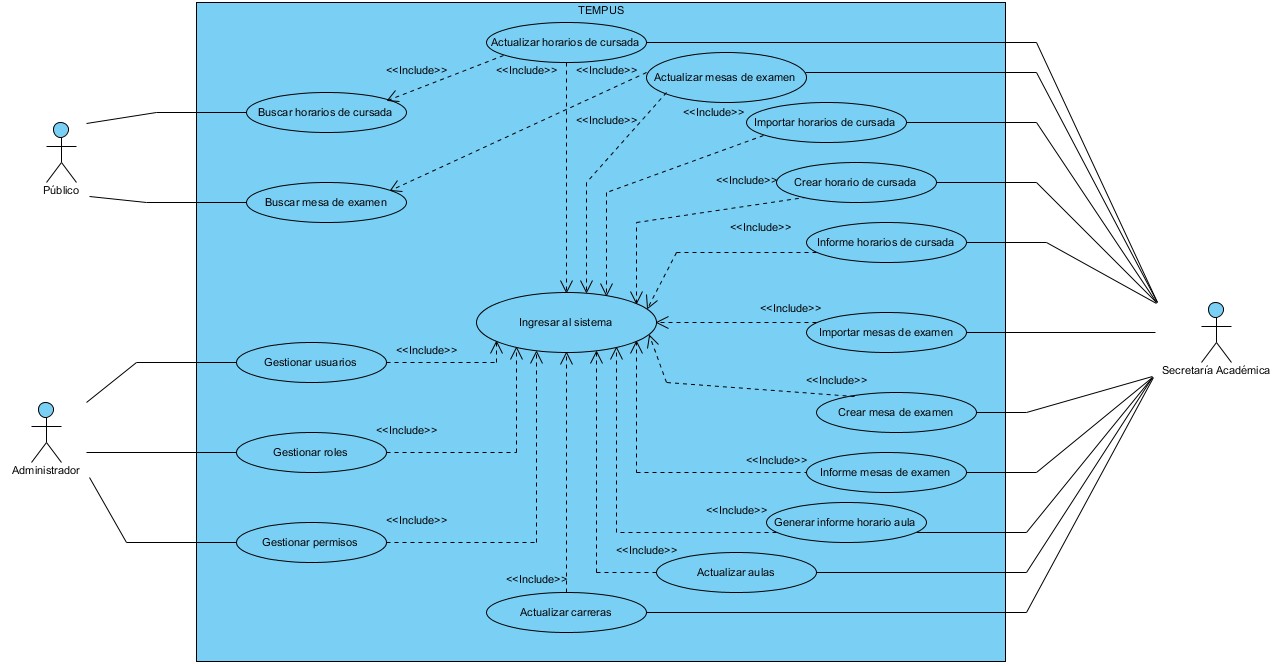 TEMPUS
Actualizar horarios de cursada
<<Include>>
<<Include>>
<<Include>>
Actualizar mesas de examen
Buscar horarios de cursada
<<Include>>
<<Include>>
Importar horarios de cursada
Público
Buscar mesa de examen
<<Include>>
Crear horario de cursada
<<Include>>
Informe horarios de cursada
Ingresar al sistema
<<Include>>
Importar mesas de examen
Secretaría Académica
Gestionar usuarios
<<Include>>
<<Include>>
Crear mesa de examen
Administrador
Gestionar roles
<<Include>>
<<Include>>
Informe mesas de examen
Gestionar permisos
<<Include>>
<<Include>>
Generar informe horario aula
<<Include>>
Actualizar aulas
<<Include>>
Actualizar carreras